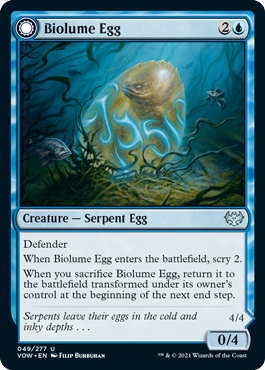 Biolume Egg 2
Creature — Serpent Egg
Defender
When Biolume Egg enters the battlefield, scry 2.
When you sacrifice Biolume Egg, return it to
the battlefield transformed under its owner's
control at the beginning of the next end step.
Serpents leave their eggs in the cold and
inky depths . . .
4/4
0/4
049/277 U
VOW • EN Filip Burburan
™ & © 2021 Wizards of the Coast